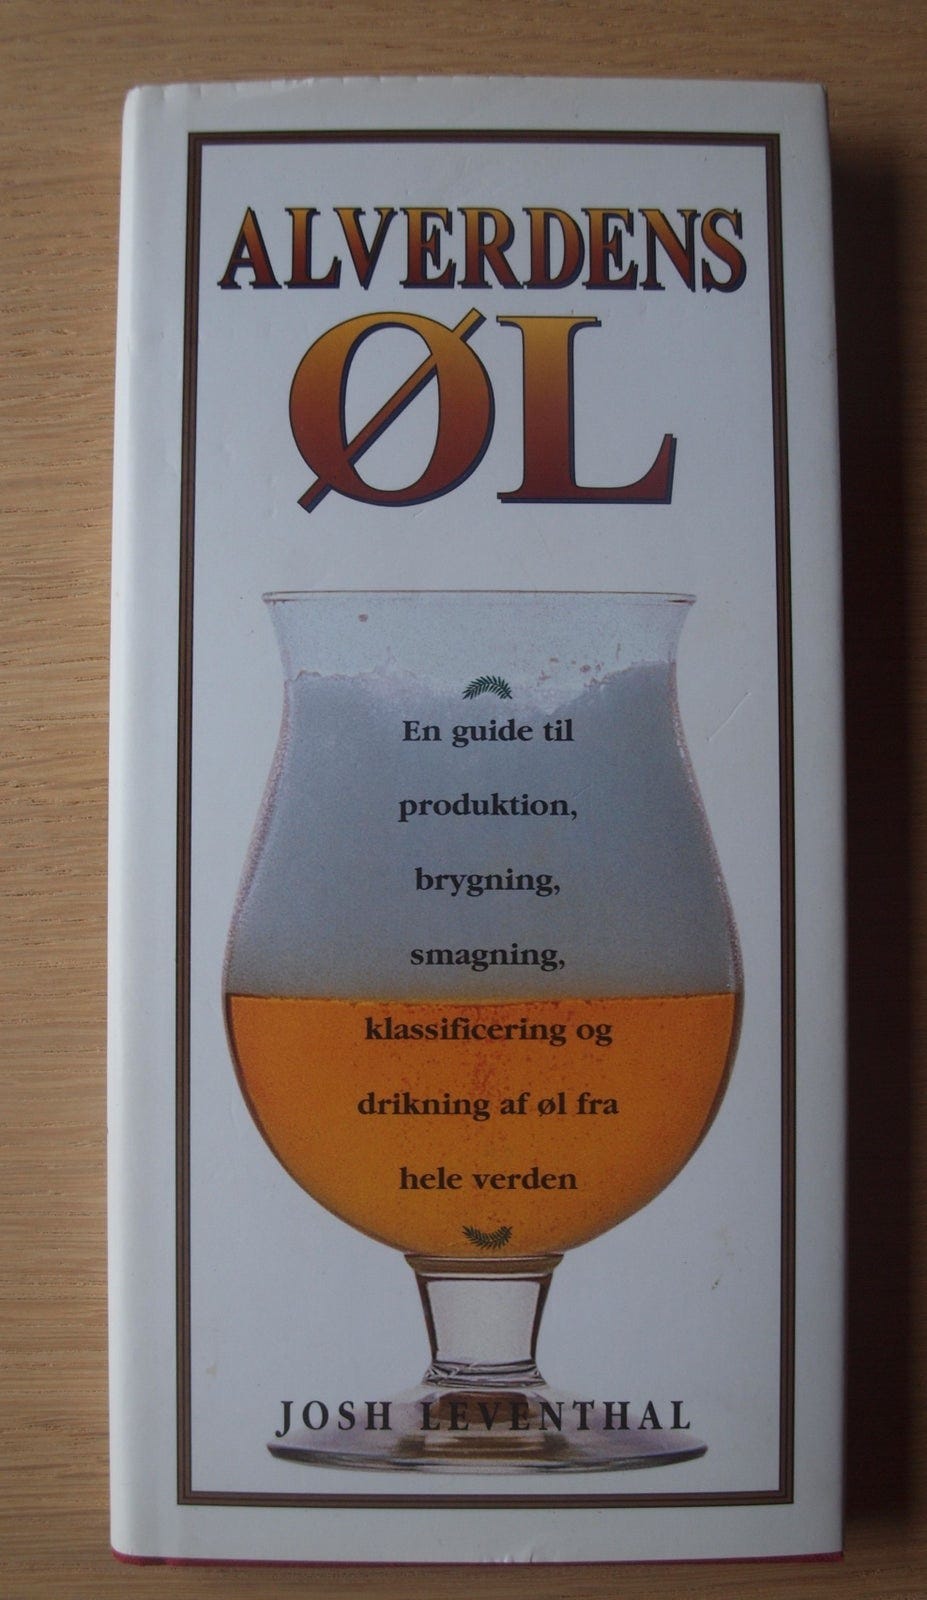 ALVERDENS
ØL
En guide til
produktion,
brygning,
smagning,
klassificering og
drikning af øl fra
hele verden
JOSH LEVENTHAL